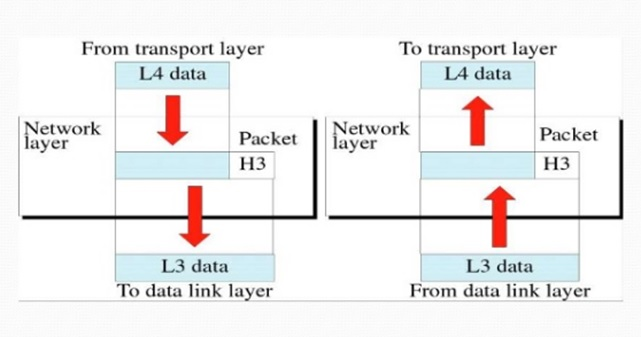 From transport layer
L4 data
Network
layer
Packet
H3
L3 data
To data link layer
To transport layer
L4 data
Network
layer
Packet
H3
L3 data
From data link layer